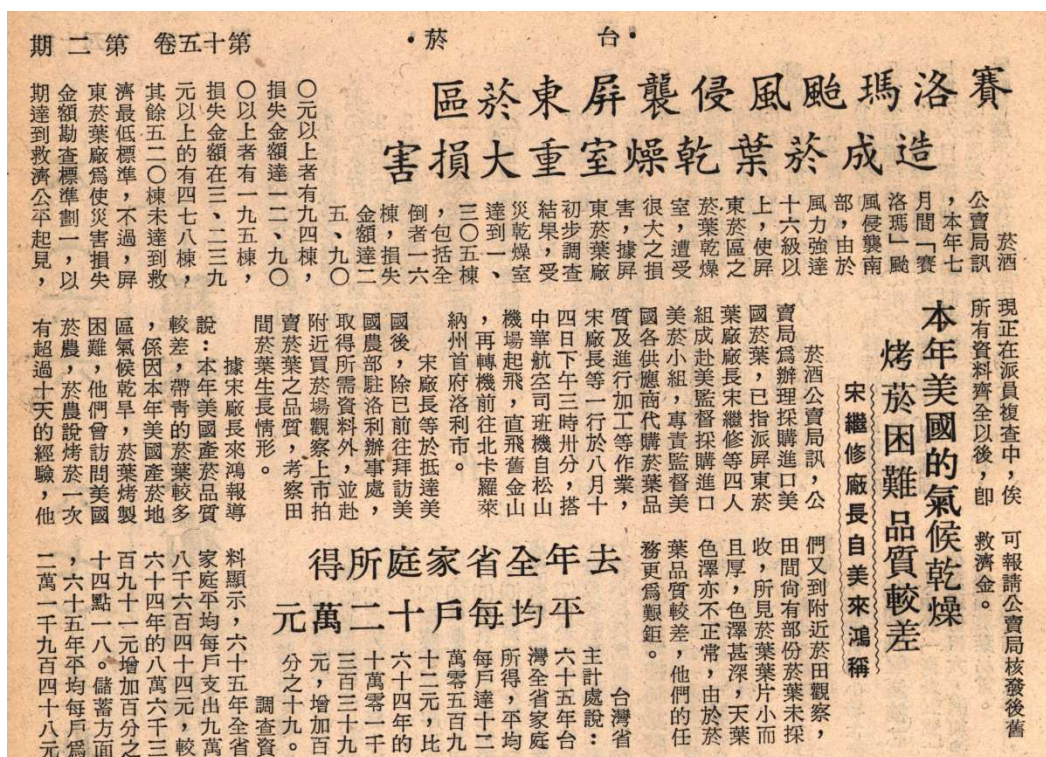 •台菸•
第十五卷　第二期
賽洛瑪颱風侵襲屏東菸區
造成菸葉乾燥室重大損害
菸酒
公賣局訊
，本年七
月間「賽
洛瑪」颱
風侵襲南
部，由於
風力強達
十六級以
上，使屏
東菸區之
菸葉乾燥
室，遭受
很大之損
害，據屏
東菸葉廠
初步調查
結果，受
災乾燥室
達到一、
三〇五棟
，包括全
倒者一六
棟，損失
金額達二
五、九〇
〇元以上者有九四棟，
損失金額達一二、九〇
〇以上者有一九五棟，
損失金額在三、二三九
元以上的有四七八棟，
其餘五二〇棟未達到救
濟最低標準，不過，屏
東菸葉廠爲使災害損失
金額勘查標準劃一，以
期達到救濟公平起見，
現正在派員複查中，俟
所有資料齊全以後，即
可報請公賣局核發後舊
救濟金。
本年美國的氣候乾燥
烤菸困難品質較差
宋繼修廠長自美來鴻稱
菸酒公賣局訊，公
賣局爲辦理採購進口美
國菸葉，已指派屏東菸
葉廠廠長宋繼修等四人
組成赴美監督採購進口
美菸小組，專責監督美
國各供應商代購菸葉品
質及進行加工等作業，
宋廠長等一行於八月十
四日下午三時卅分，搭
中華航空司班機自松山
機場起飛，直飛舊金山
，再轉機前往北卡羅萊
納州首府洛利市。
宋廠長等於抵達美
國後，除已前往拜訪美
國農部駐洛利辦事處，
取得所需資料外，並赴
附近買菸場觀察上市拍
賣菸葉之品質，考察田
間菸葉生長情形。
據宋廠長來鴻報導
說：本年美國產菸品質
較差，帶青的菸葉較多
，係因本年美國產菸地
區氣候乾旱，菸葉烤製
困難，他們曾訪問美國
菸農，菸農說烤菸一次
有超過十天的經驗，他
們又到附近菸田觀察，
田間尚有部份菸葉未採
收，所見菸葉葉片小而
且厚，色澤甚深，天葉
色澤亦不正常，由於菸
葉品質較差，他們的任
務更爲艱鉅。
去年全省家庭所得
平均每戶十二萬元
台灣省
主計處說：
六十五年台
灣全省家庭
所得，平均
每戶達十二
萬零五百九
十二元，比
六十四年的
十萬零一千
三百三十九
元，增加百
分之十九。
調查資
料顯示，六十五年全省
家庭平均每戶支出九萬
八千六百四十四元，較
六十四年的八萬六千三
百九十一元增加百分之
十四點一八。儲蓄方面
，六十五年平均每戶爲
二萬一千九百四十八元